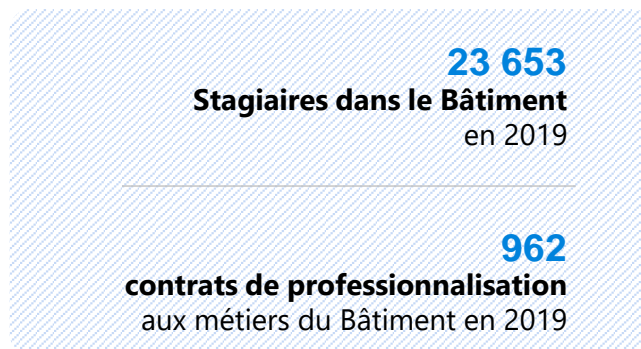 23 653
Stagiaires dans le Bâtiment
en 2019
962
contrats de professionnalisation
aux métiers du Bâtiment en 2019